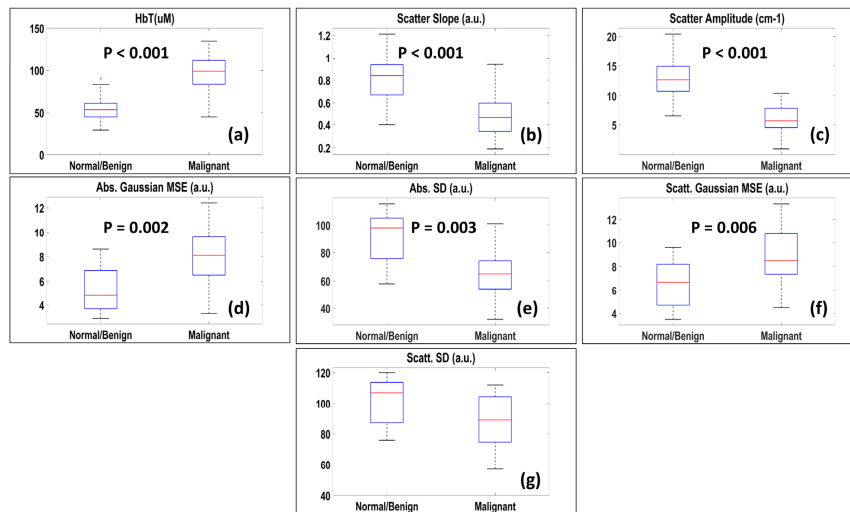 HbT(uM)
150
100
50
0
P < 0.001
(a)
Normal/Benign Malignant
Scatter Slope (a.u.)
1.2
1
0.8
0.6
0.4
0.2
P < 0.001
(b)
Normal/Benign Malignant
Scatter Amplitude (cm-1)
20
15
10
5
P < 0.001
(c)
Normal/Benign Malignant
Abs. Gaussian MSE (a.u.)
12
10
8
6
4
P = 0.002
(d)
Normal/Benign Malignant
Abs. SD (a.u.)
100
80
60
40
P = 0.003
(e)
Normal/Benign Malignant
Scatt. Gaussian MSE (a.u.)
12
10
8
6
4
P = 0.006
(f)
Normal/Benign Malignant
Scatt. SD (a.u.)
120
100
80
60
40
(g)
Normal/Benign Malignant